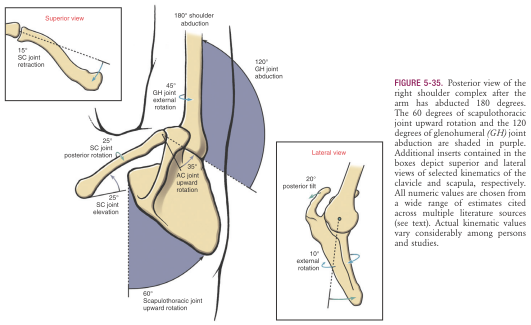 Superior view
15°
SC joint
retraction
180° shoulder
abduction
120°
GH joint
abduction
45°
GH joint
external
rotation
25°
SC joint
posterior rotation
35°
AC joint
upward
rotation
25°
SC joint
elevation
60°
Scapulothoracic joint
upward rotation
Lateral view
20°
posterior tilt
10°
external
rotation
FIGURE 5-35. Posterior view of the
right shoulder complex after the
arm has abducted 180 degrees.
The 60 degrees of scapulothoracic
joint upward rotation and the 120
degrees of glenohumeral (GH) joint
abduction are shaded in purple.
Additional inserts contained in the
boxes depict superior and lateral
views of selected kinematics of the
clavicle and scapula, respectively.
All numeric values are chosen from
a wide range of estimates cited
across multiple literature sources
(see text). Actual kinematic values
vary considerably among persons
and studies.